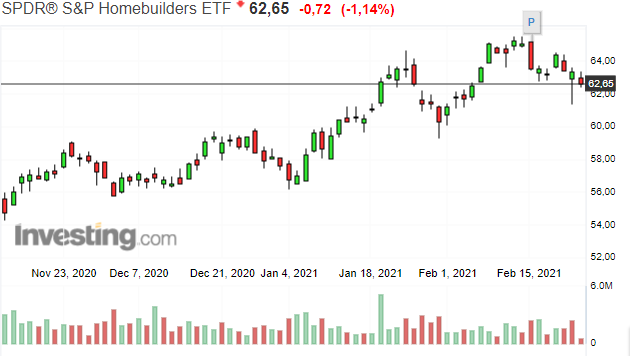 SPDR® S&P Homebuilders ETF 62,65 -0,72 (-1,14%)
P
64,00
62,65
62,00
60,00
58,00
56,00
54,00
52,00
Investing.com
Nov 23, 2020 Dec 7, 2020 Dec 21, 2020 Jan 4, 2021 Jan 18, 2021 Feb 1, 2021 Feb 15, 2021
6.0M
0